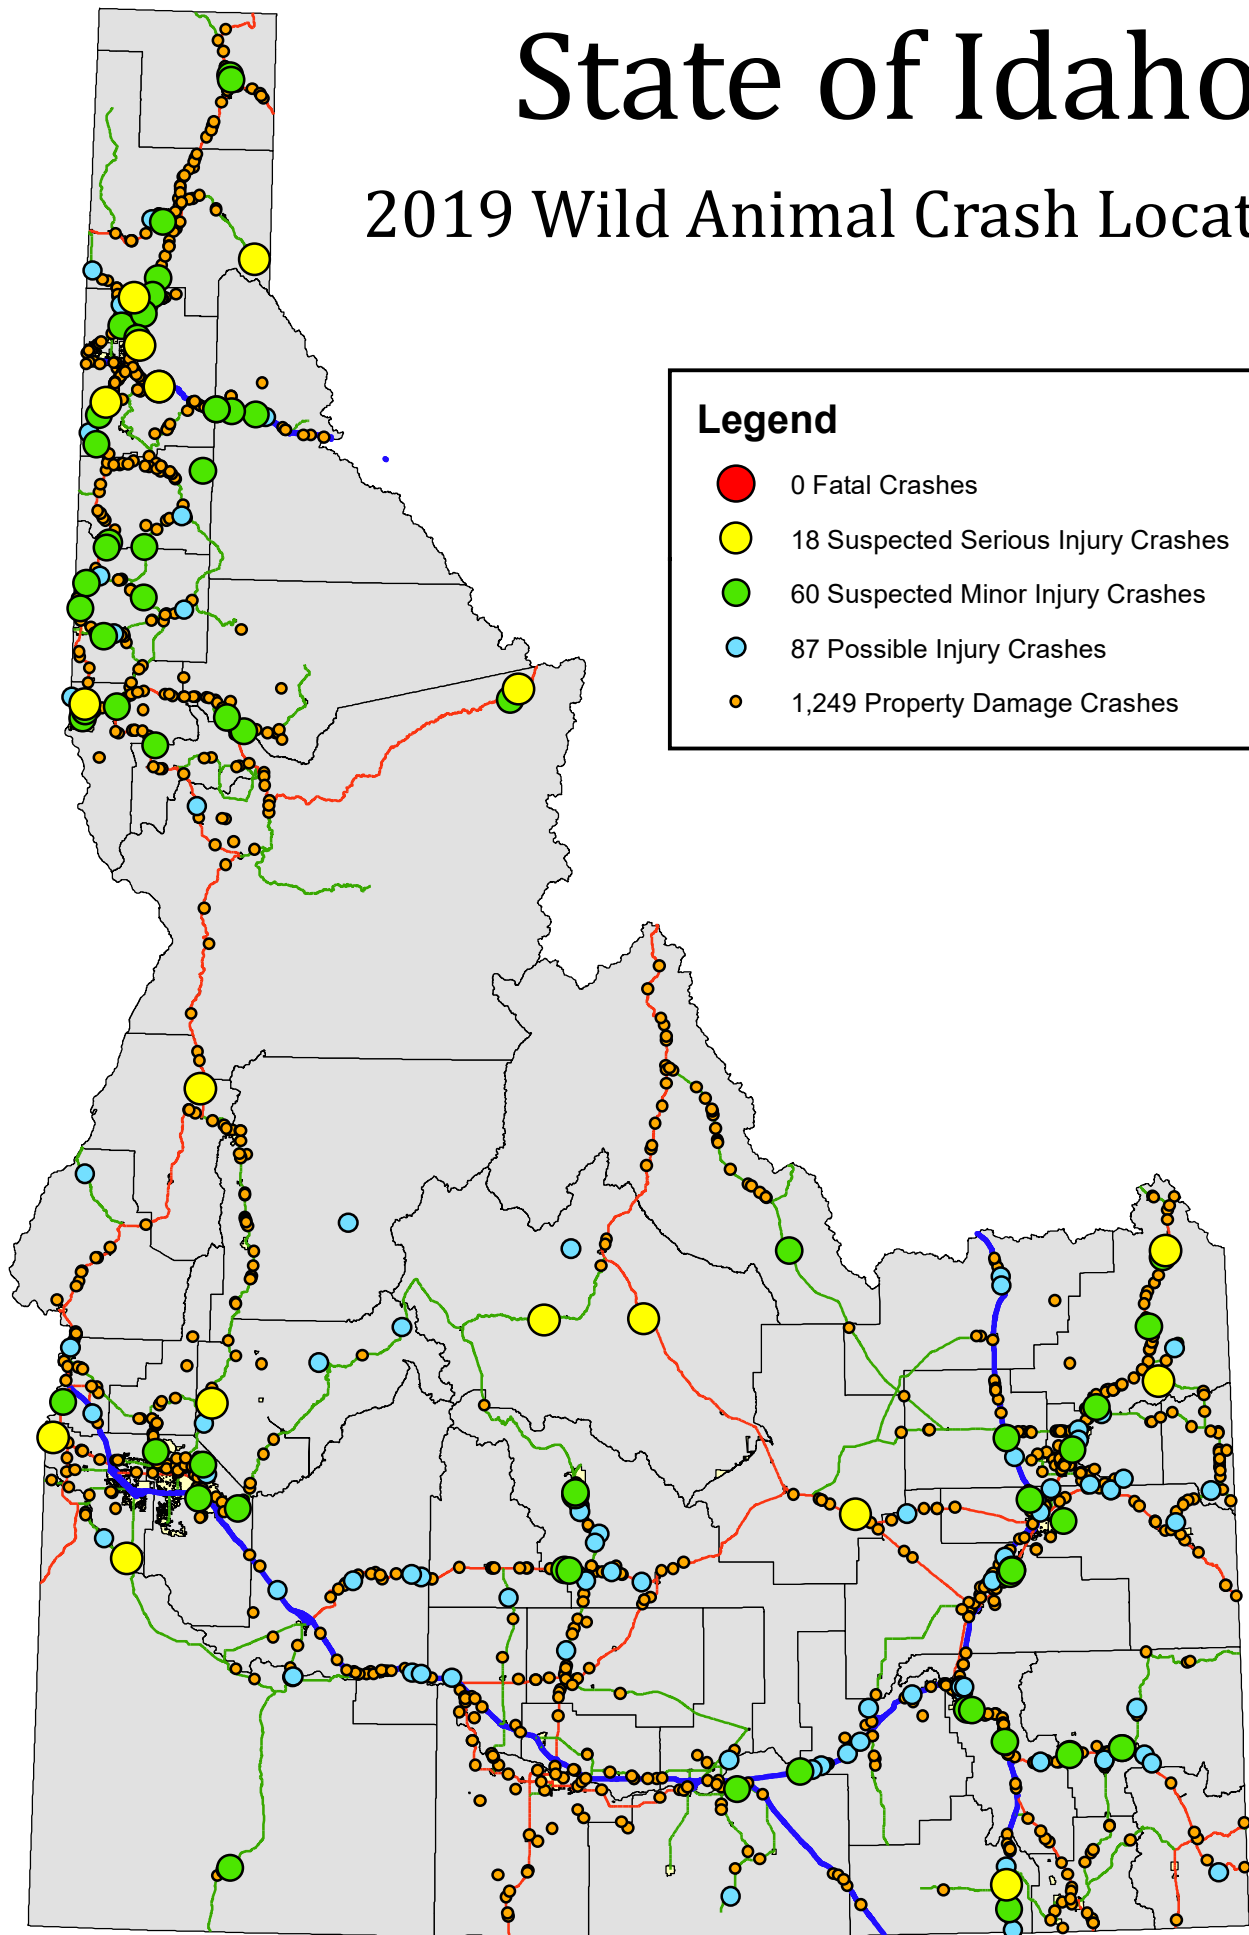 State of Idaho
2019 Wild Animal Crash Locat
Legend
0 Fatal Crashes
18 Suspected Serious Injury Crashes
60 Suspected Minor Injury Crashes
87 Possible Injury Crashes
1,249 Property Damage Crashes